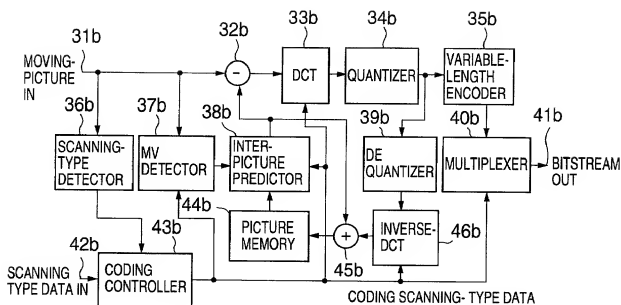 31b
MOVING-
PICTURE
IN
32b
33b
DCT
34b
QUANTIZER
35b
VARIABLE-
LENGTH
ENCODER
36b
SCANNING-
TYPE
DETECTOR
37b
MV
DETECTOR
38b
INTER-
PICTURE
PREDICTOR
39b
DE
QUANTIZER
40b
MULTIPLEXER
41b
BITSTREAM
OUT
44b
PICTURE
MEMORY
45b
INVERSE-
DCT
46b
42b
SCANNING
TYPE DATA IN
43b
CODING
CONTROLLER
CODING SCANNING- TYPE DATA